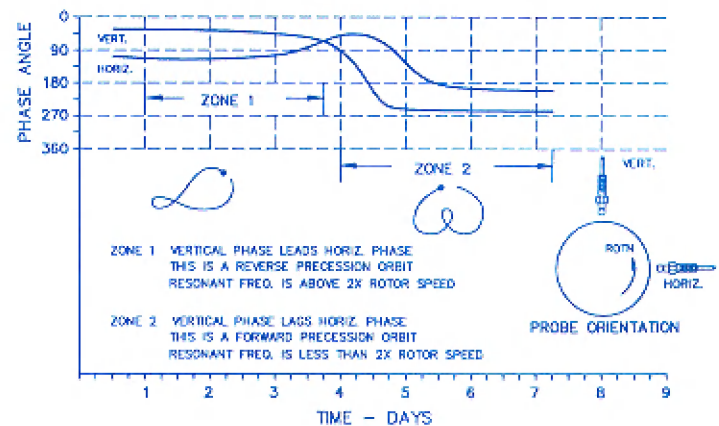 0
90
180
270
360
PHASE ANGLE
VERT.
HORIZ.
ZONE 1
ZONE 2
VERT.
ROTN
HORIZ.
PROBE ORIENTATION
ZONE 1 VERTICAL PHASE LEADS HORIZ. PHASE
THIS IS A REVERSE PRECESSION ORBIT
RESONANT FREQ. IS ABOVE 2X ROTOR SPEED
ZONE 2 VERTICAL PHASE LAGS HORIZ. PHASE
THIS IS A FORWARD PRECESSION ORBIT
RESONANT FREQ. IS LESS THAN 2X ROTOR SPEED
1 2 3 4 5 6 7 8 9
TIME - DAYS